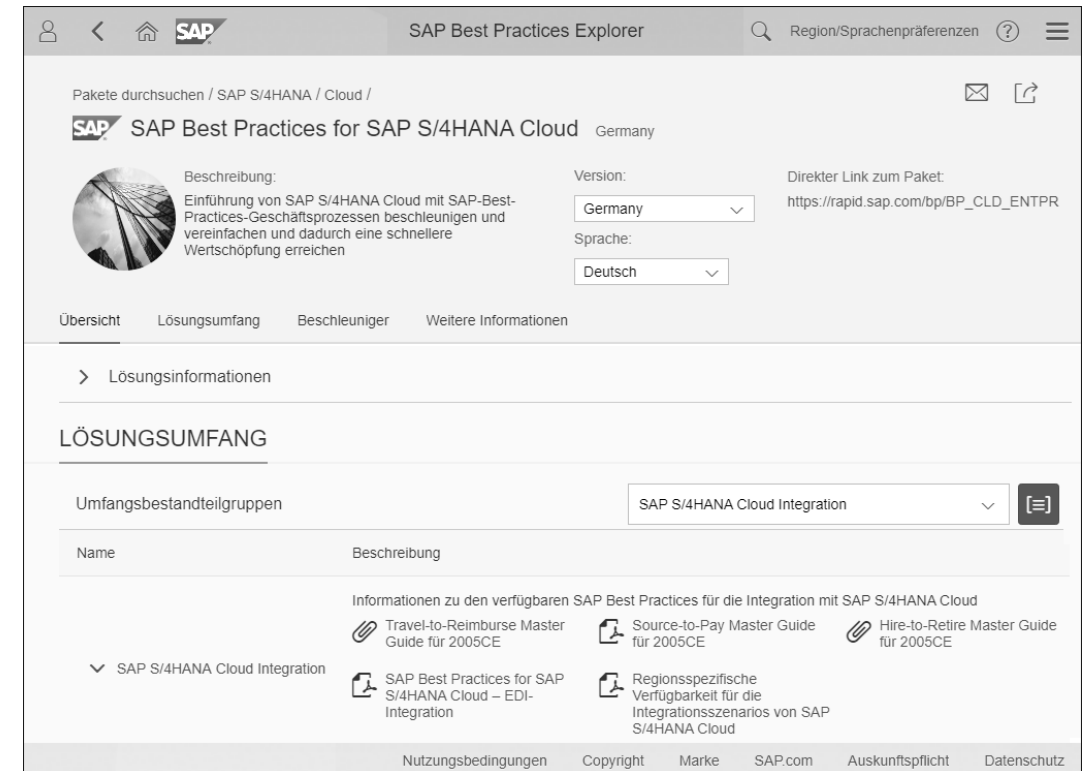 SAP SAP Best Practices Explorer Region/Sprachenpräferenzen ?
Pakete durchsuchen / SAP S/4HANA / Cloud /
SAP SAP Best Practices for SAP S/4HANA Cloud Germany
Beschreibung:
Einführung von SAP S/4HANA Cloud mit SAP-Best-
Practices-Geschäftsprozessen beschleunigen und
vereinfachen und dadurch eine schnellere
Wertschöpfung erreichen
Version:
Germany
Sprache:
Deutsch
Direkter Link zum Paket:
https://rapid.sap.com/bp/BP_CLD_ENTPR
Übersicht Lösungsumfang Beschleuniger Weitere Informationen
Lösungsinformationen
LÖSUNGSUMFANG
Umfangsbestandteilgruppen SAP S/4HANA Cloud Integration
Name Beschreibung
SAP S/4HANA Cloud Integration
Informationen zu den verfügbaren SAP Best Practices für die Integration mit SAP S/4HANA Cloud
Travel-to-Reimburse Master
Guide für 2005CE
Source-to-Pay Master Guide
für 2005CE
Hire-to-Retire Master Guide
für 2005CE
SAP Best Practices for SAP
S/4HANA Cloud – EDI-
Integration
Regionsspezifische
Verfügbarkeit für die
Integrationsszenarios von SAP
S/4HANA Cloud
Nutzungsbedingungen Copyright Marke SAP.com Auskunftspflicht Datenschutz